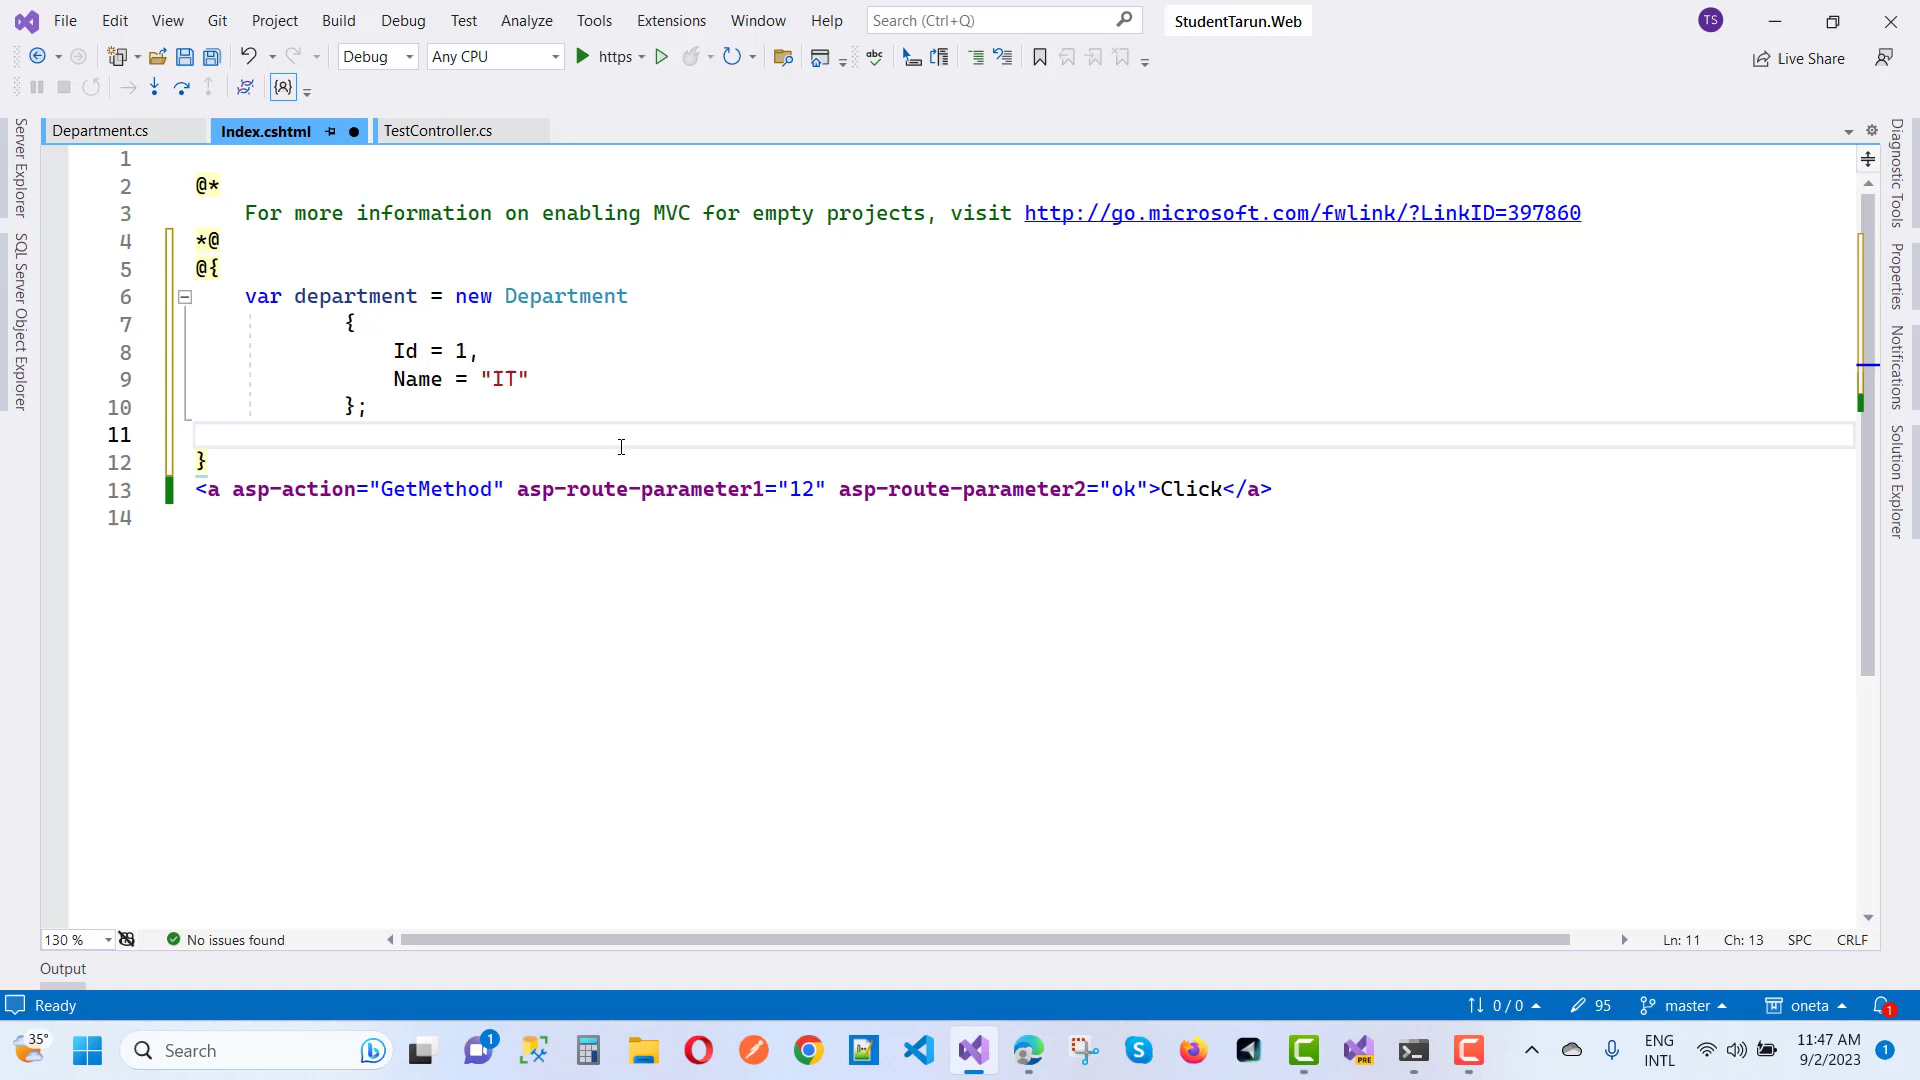 File Edit View Git Project Build Debug Test Analyze Tools Extensions Window Help Search (Ctrl+Q) StudentTarun.Web TS
Debug Any CPU https Live Share
Department.cs Index.cshtml TestController.cs
Server Explorer
SQL Server Object Explorer
1
2 @*
3 For more information on enabling MVC for empty projects, visit http://go.microsoft.com/fwlink/?LinkID=397860
4 *@
5 @{
6 var department = new Department
7 {
8 Id = 1,
9 Name = "IT"
10 };
11
12 }
13 <a asp-action="GetMethod" asp-route-parameter1="12" asp-route-parameter2="ok">Click</a>
14
Diagnostic Tools
Properties
Notifications
Solution Explorer
130 % No issues found Ln: 11 Ch: 13 SPC CRLF
Output
Ready 0 / 0 95 master oneta 1
35° Search 1 PRE ENG INTL 11:47 AM 9/2/2023 1